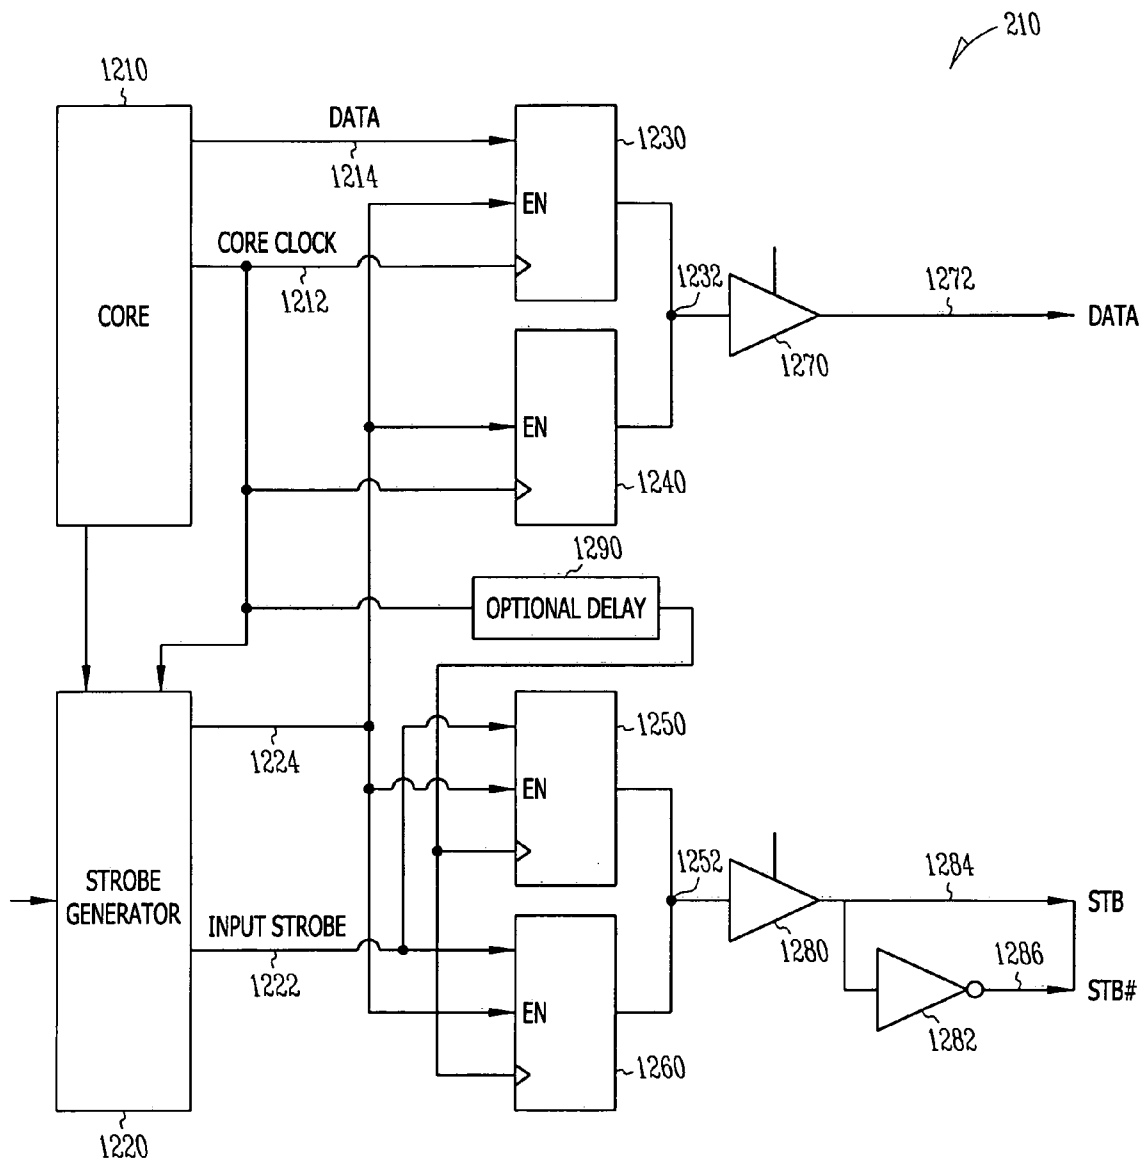 210
1210
DATA
1214
1230
EN
CORE CLOCK
1212
1232
1272
CORE
DATA
1270
EN
1240
1290
OPTIONAL DELAY
1250
1224
EN
1252
1284
STROBE
GENERATOR
STB
INPUT STROBE
1280
1286
1222
STB#
EN
1282
1260
1220